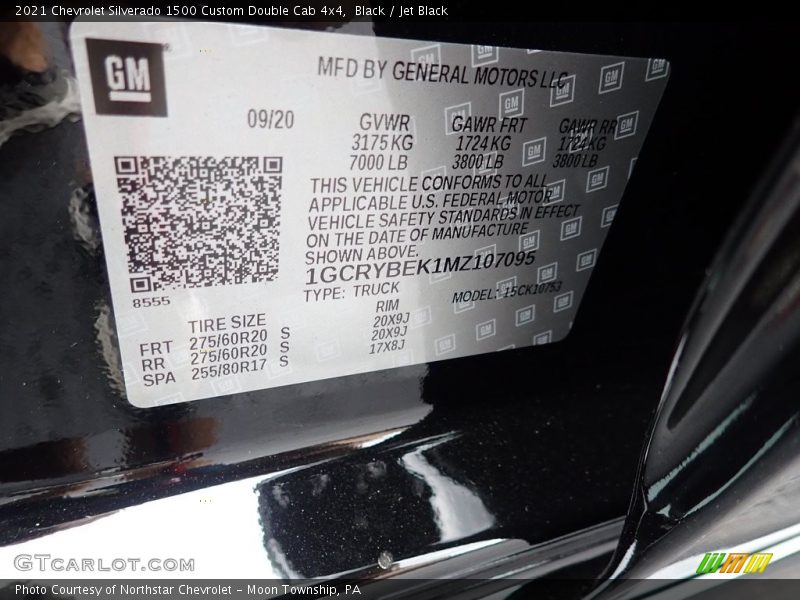 2021 Chevrolet Silverado 1500 Custom Double Cab 4x4, Black / Jet Black
GM
MFD BY GENERAL MOTORS LLC
09/20 GVWR GAWR FRT GAWR RR
3175 KG 1724 KG 1724 KG
7000 LB 3800 LB 3800 LB
THIS VEHICLE CONFORMS TO ALL
APPLICABLE U.S. FEDERAL MOTOR
VEHICLE SAFETY STANDARDS IN EFFECT
ON THE DATE OF MANUFACTURE
SHOWN ABOVE.
1GCRYBEK1MZ107095
TYPE: TRUCK MODEL: 15CK10753
8555
TIRE SIZE RIM
FRT 275/60R20 S 20X9J
RR 275/60R20 S 20X9J
SPA 255/80R17 S 17X8J
GTCARLOT.COM
Photo Courtesy of Northstar Chevrolet - Moon Township, PA